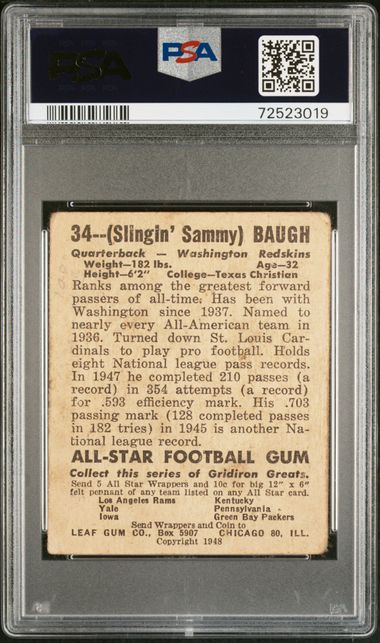 PSA
PSA
72523019
34--(Slingin' Sammy) BAUGH
Quarterback — Washington Redskins
Weight—182 lbs. Age—32
Height—6'2" College—Texas Christian
Ranks among the greatest forward
passers of all-time. Has been with
Washington since 1937. Named to
nearly every All-American team in
1936. Turned down St. Louis Car-
dinals to play pro football. Holds
eight National league pass records.
In 1947 he completed 210 passes (a
record) in 354 attempts (a record)
for .593 efficiency mark. His .703
passing mark (128 completed passes
in 182 tries) in 1945 is another Na-
tional league record.
ALL-STAR FOOTBALL GUM
Collect this series of Gridiron Greats.
Send 5 All Star Wrappers and 10c for big 12" x 6"
felt pennant of any team listed on any All Star card.
Los Angeles Rams Kentucky
Yale Pennsylvania
Iowa Green Bay Packers
Send Wrappers and Coin to
LEAF GUM CO., Box 5907 CHICAGO 80, ILL.
Copyright 1948